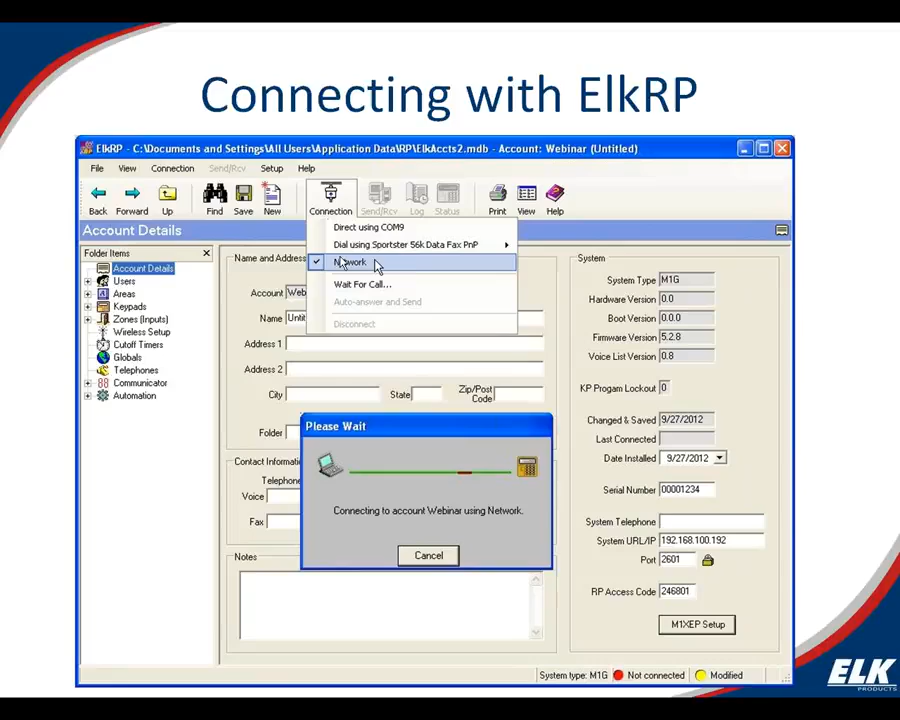 Connecting with ElkRP
ElkRP - C:\Documents and Settings\All Users\Application Data\RP\ElkAccts2.mdb - Account: Webinar (Untitled)
File View Connection Send/Rcv Setup Help
Back Forward Up Find Save New Connection Send/Rcv Log Status Print View Help
Account Details
Direct using COM9
Dial using Sportster 56k Data Fax PnP
Network
Wait For Call...
Auto-answer and Send
Disconnect
Folder Items
Account Details
Users
Areas
Keypads
Zones (Inputs)
Wireless Setup
Cutoff Timers
Globals
Telephones
Communicator
Automation
Name and Address
Account Web
Name Untit
Address 1
Address 2
City State Zip/Postal Code
Folder
Contact Informatio
Telephone
Voice
Fax
Notes
Please Wait
Connecting to account Webinar using Network.
Cancel
System
System Type M1G
Hardware Version 0.0
Boot Version 0.0.0
Firmware Version 5.2.8
Voice List Version 0.8
KP Progam Lockout 0
Changed & Saved 9/27/2012
Last Connected
Date Installed 9/27/2012
Serial Number 00001234
System Telephone
System URL/IP 192.168.100.192
Port 2601
RP Access Code 246801
M1XEP Setup
System type: M1G Not connected Modified
ELK
PRODUCTS